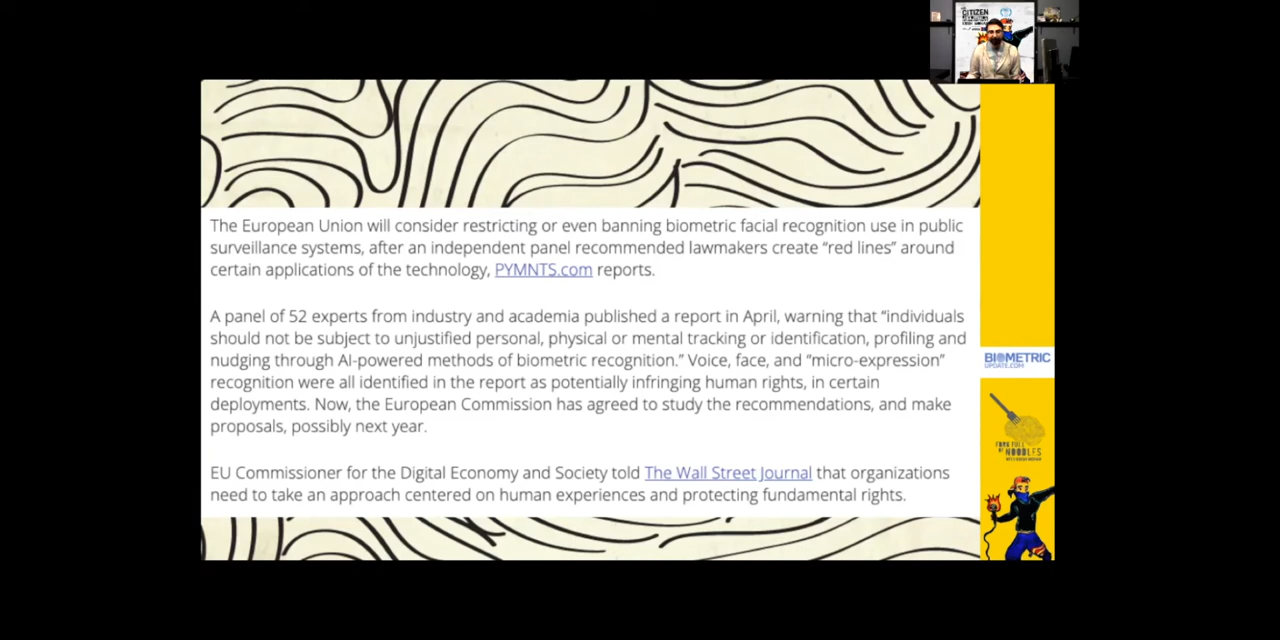 CITIZEN
The European Union will consider restricting or even banning biometric facial recognition use in public
surveillance systems, after an independent panel recommended lawmakers create “red lines” around
certain applications of the technology, PYMNTS.com reports.
A panel of 52 experts from industry and academia published a report in April, warning that “individuals
should not be subject to unjustified personal, physical or mental tracking or identification, profiling and
nudging through AI-powered methods of biometric recognition.” Voice, face, and “micro-expression”
recognition were all identified in the report as potentially infringing human rights, in certain
deployments. Now, the European Commission has agreed to study the recommendations, and make
proposals, possibly next year.
EU Commissioner for the Digital Economy and Society told The Wall Street Journal that organizations
need to take an approach centered on human experiences and protecting fundamental rights.
BIOMETRIC
UPDATE.COM
FORK FULL
OF NOODLES